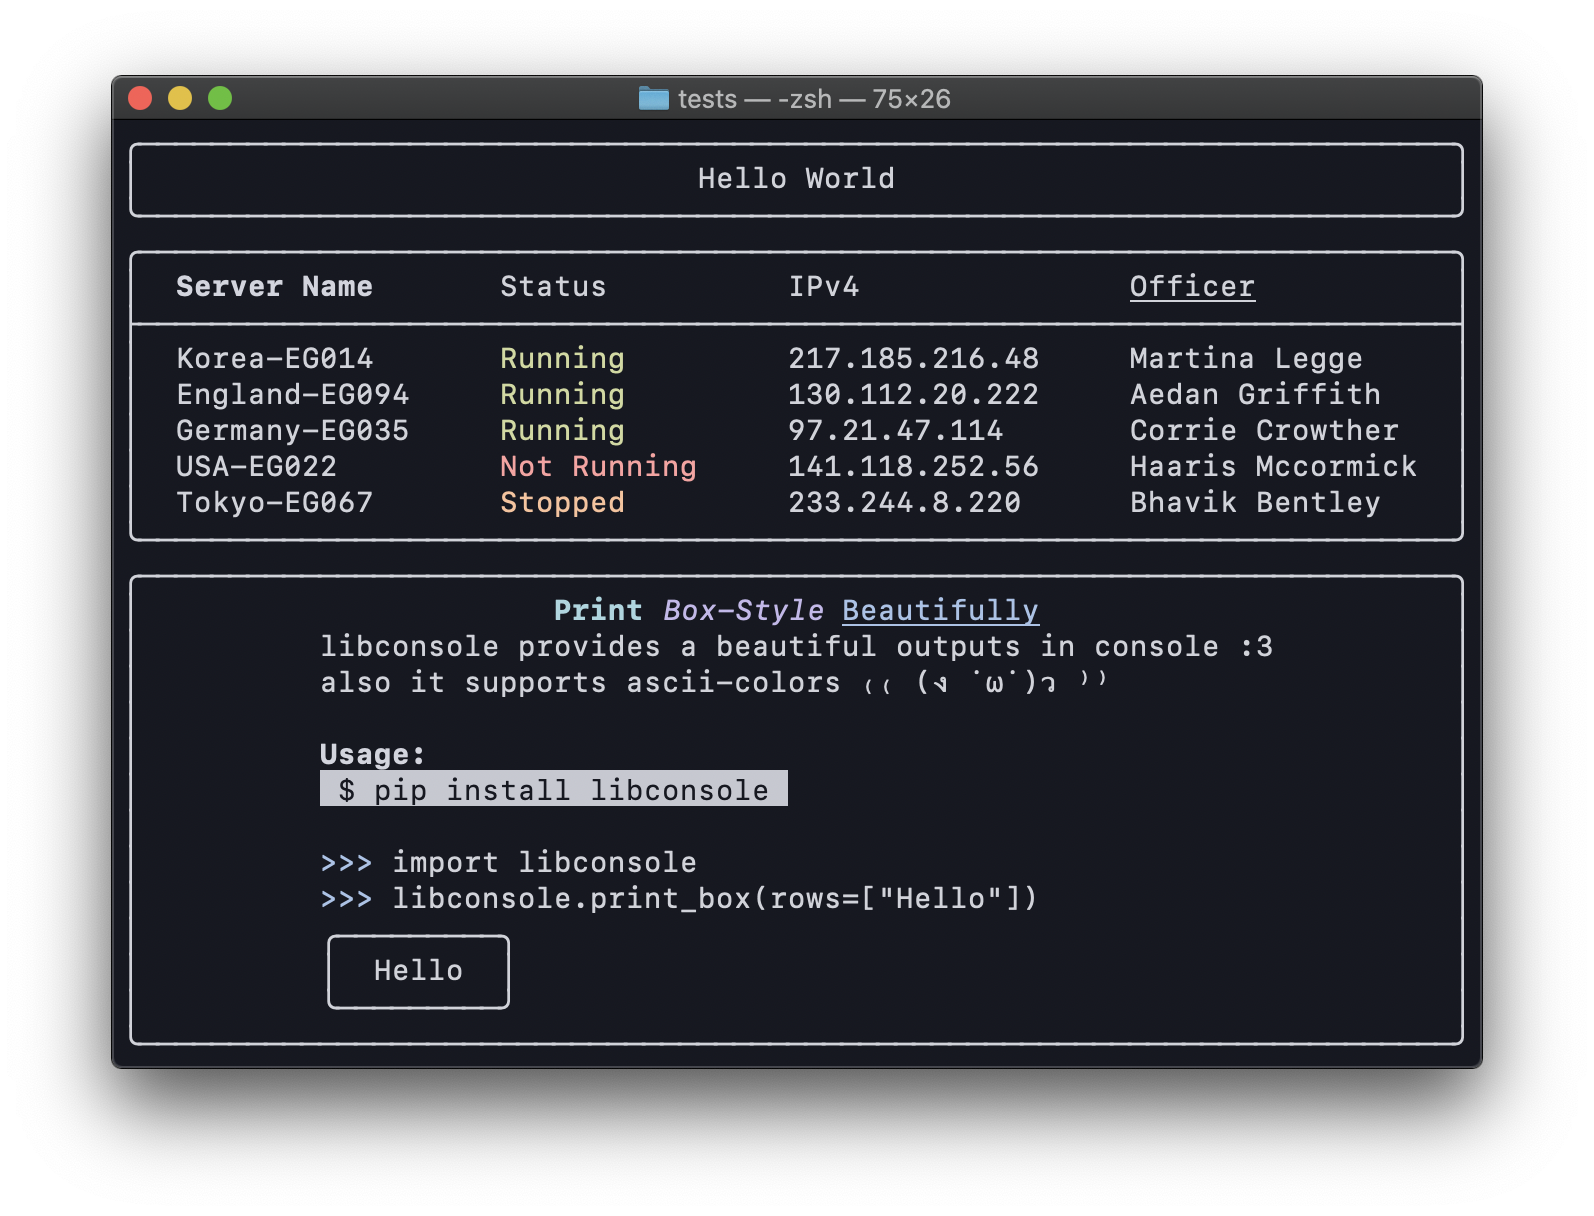 tests — -zsh — 75×26
Hello World
Server Name Status IPv4 Officer
Korea-EG014 Running 217.185.216.48 Martina Legge
England-EG094 Running 130.112.20.222 Aedan Griffith
Germany-EG035 Running 97.21.47.114 Corrie Crowther
USA-EG022 Not Running 141.118.252.56 Haaris Mccormick
Tokyo-EG067 Stopped 233.244.8.220 Bhavik Bentley
Print Box-Style Beautifully
libconsole provides a beautiful outputs in console :3
also it supports ascii-colors ₍₍ (ง ˙ω˙)ว ⁾⁾
Usage:
$ pip install libconsole
>>> import libconsole
>>> libconsole.print_box(rows=["Hello"])
Hello